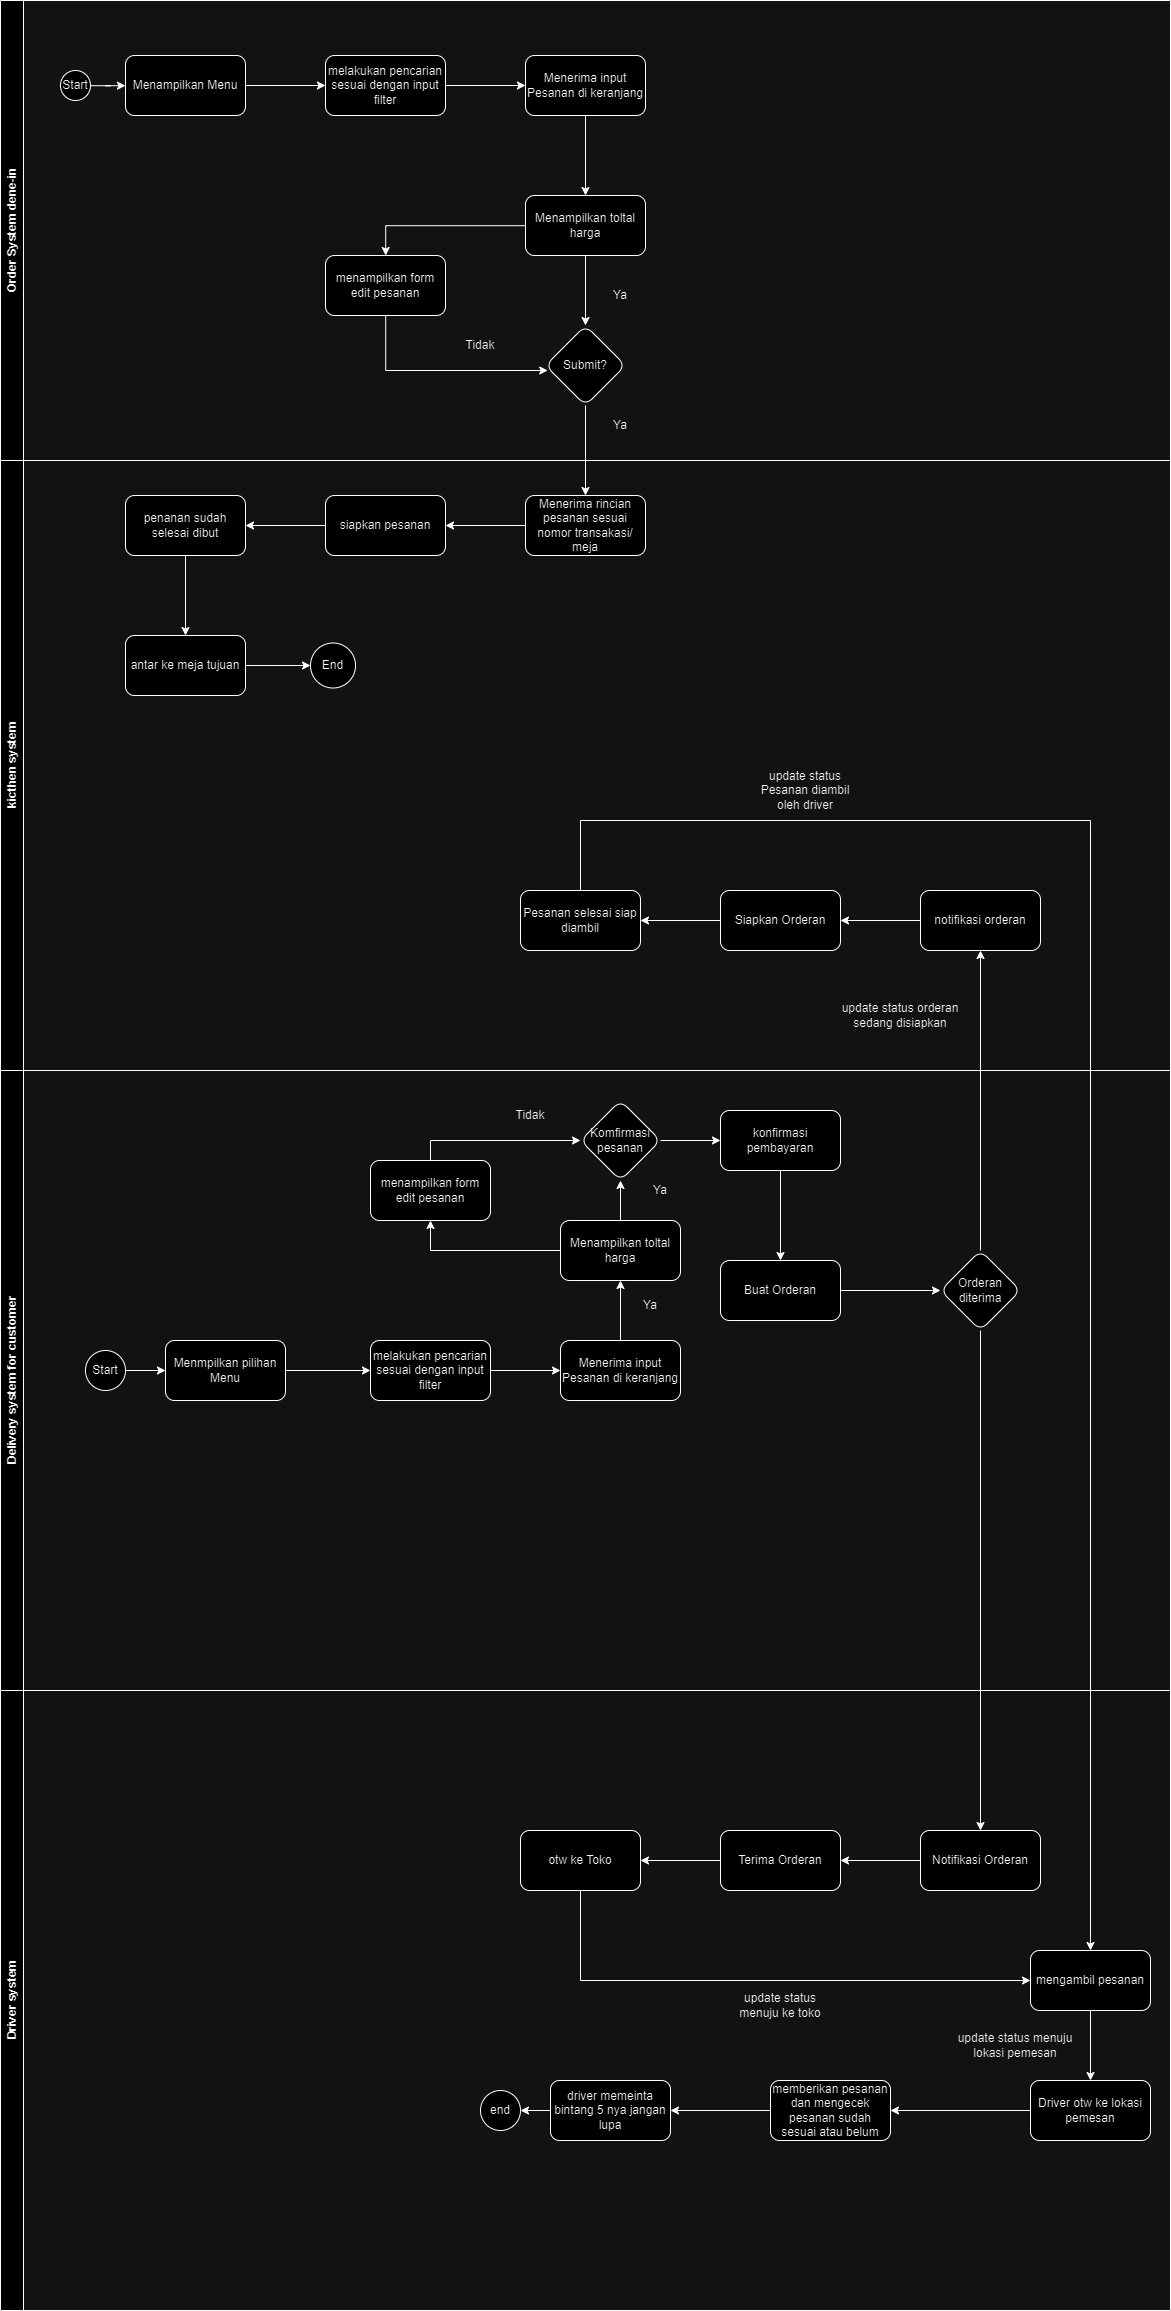 Order System dene-in
Start
Menampilkan Menu
melakukan pencarian
sesuai dengan input
filter
Menerima input
Pesanan di keranjang
Menampilkan toltal
harga
menampilkan form
edit pesanan
Ya
Tidak
Submit?
Ya
kicthen system
penanan sudah
selesai dibut
siapkan pesanan
Menerima rincian
pesanan sesuai
nomor transakasi/
meja
antar ke meja tujuan
End
update status
Pesanan diambil
oleh driver
Pesanan selesai siap
diambil
Siapkan Orderan
notifikasi orderan
update status orderan
sedang disiapkan
Delivery system for customer
Tidak
Komfirmasi
pesanan
konfirmasi
pembayaran
menampilkan form
edit pesanan
Ya
Menampilkan toltal
harga
Buat Orderan
Orderan
diterima
Ya
Start
Menmpilkan pilihan
Menu
melakukan pencarian
sesuai dengan input
filter
Menerima input
Pesanan di keranjang
Driver system
otw ke Toko
Terima Orderan
Notifikasi Orderan
mengambil pesanan
update status
menuju ke toko
update status menuju
lokasi pemesan
end
driver memeinta
bintang 5 nya jangan
lupa
memberikan pesanan
dan mengecek
pesanan sudah
sesuai atau belum
Driver otw ke lokasi
pemesan